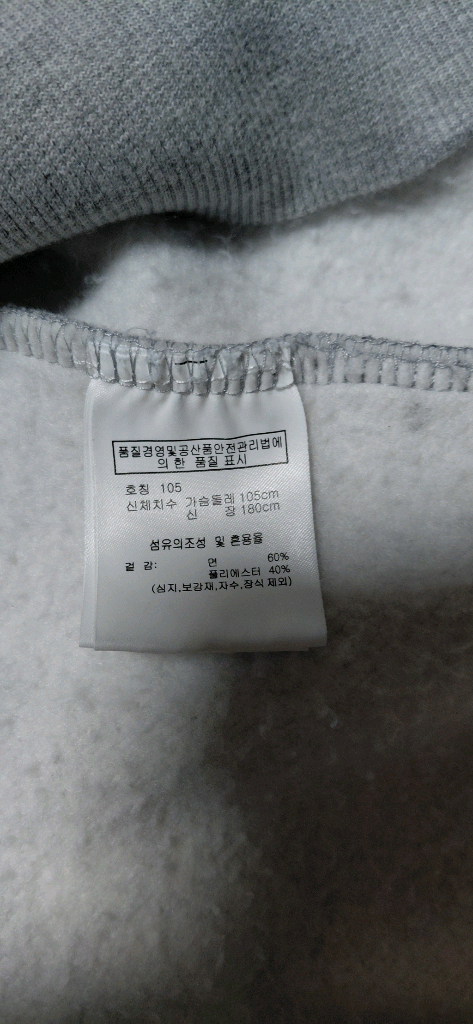 품질경영및공산품안전관리법에
의 한 품질 표시
호칭 105
신체치수 가슴둘레 105cm
신 장 180cm
섬유의조성 및 혼용율
겉 감: 면 60%
폴리에스터 40%
(심지,보강재,자수,장식 제외)